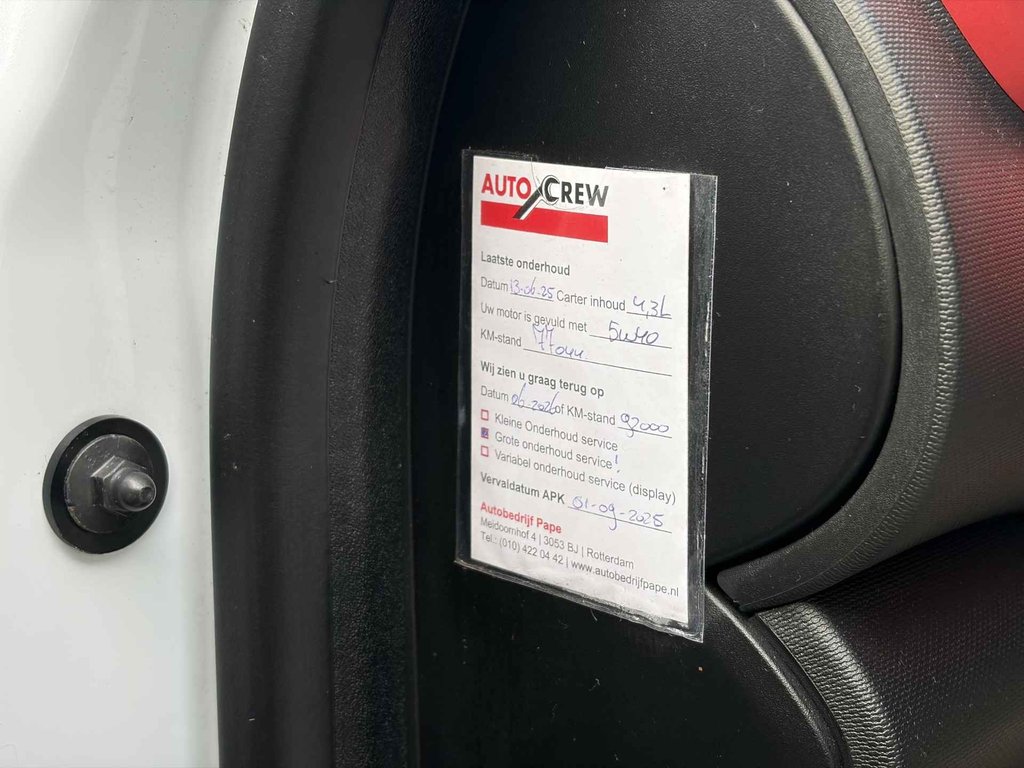 AUTO CREW
Laatste onderhoud
Datum 13-06-25 Carter inhoud 4,3L
Uw motor is gevuld met 5w40
KM-stand 77044
Wij zien u graag terug op
Datum 06-2026 of KM-stand 92000
Kleine Onderhoud service
Grote onderhoud service !
Variabel onderhoud service (display)
Vervaldatum APK 01-09-2025
Autobedrijf Pape
Meidoornhof 4 | 3053 BJ | Rotterdam
Tel.: (010) 422 04 42 | www.autobedrijfpape.nl